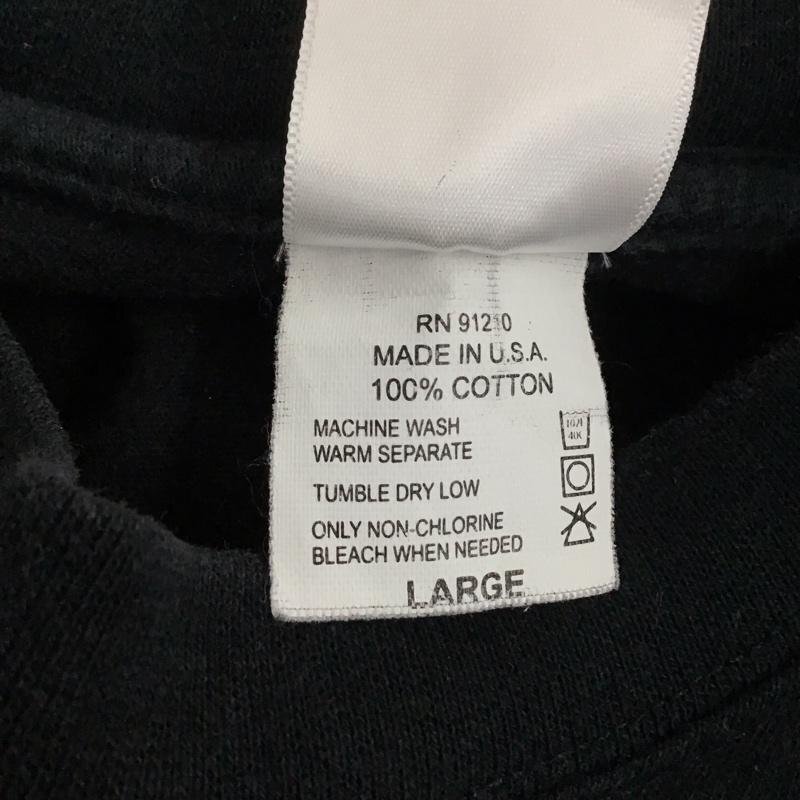 RN 91210
MADE IN U.S.A.
100% COTTON
MACHINE WASH
WARM SEPARATE
TUMBLE DRY LOW
ONLY NON-CHLORINE
BLEACH WHEN NEEDED
LARGE